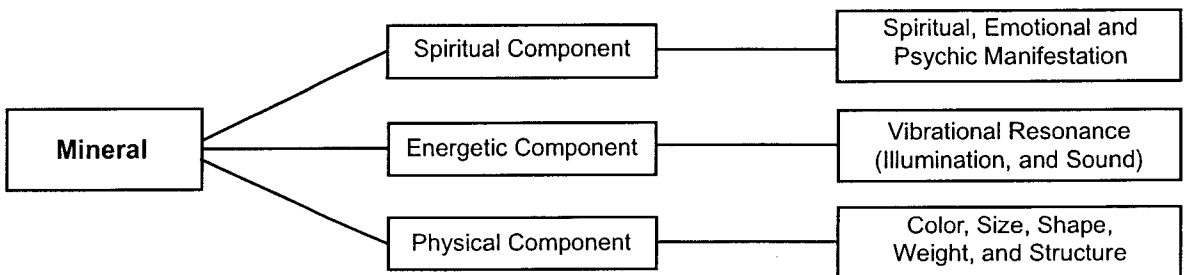 Mineral
Spiritual Component
Spiritual, Emotional and
Psychic Manifestation
Energetic Component
Vibrational Resonance
(Illumination, and Sound)
Physical Component
Color, Size, Shape,
Weight, and Structure